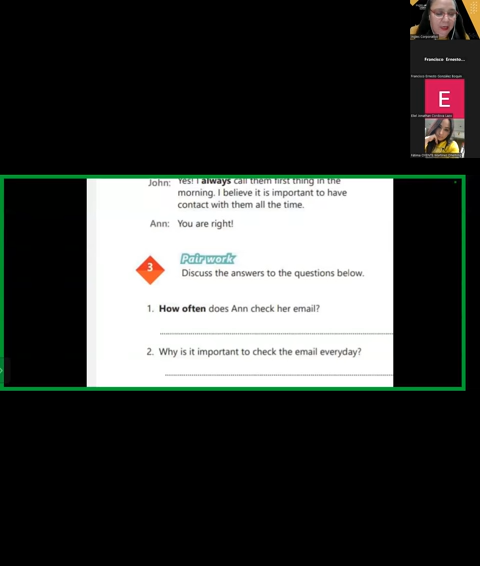 Francisco Ernesto...
E
John: Yes! I always call them first thing in the
morning. I believe it is important to have
contact with them all the time.
Ann: You are right!
3
Pair work
Discuss the answers to the questions below.
1. How often does Ann check her email?
2. Why is it important to check the email everyday?